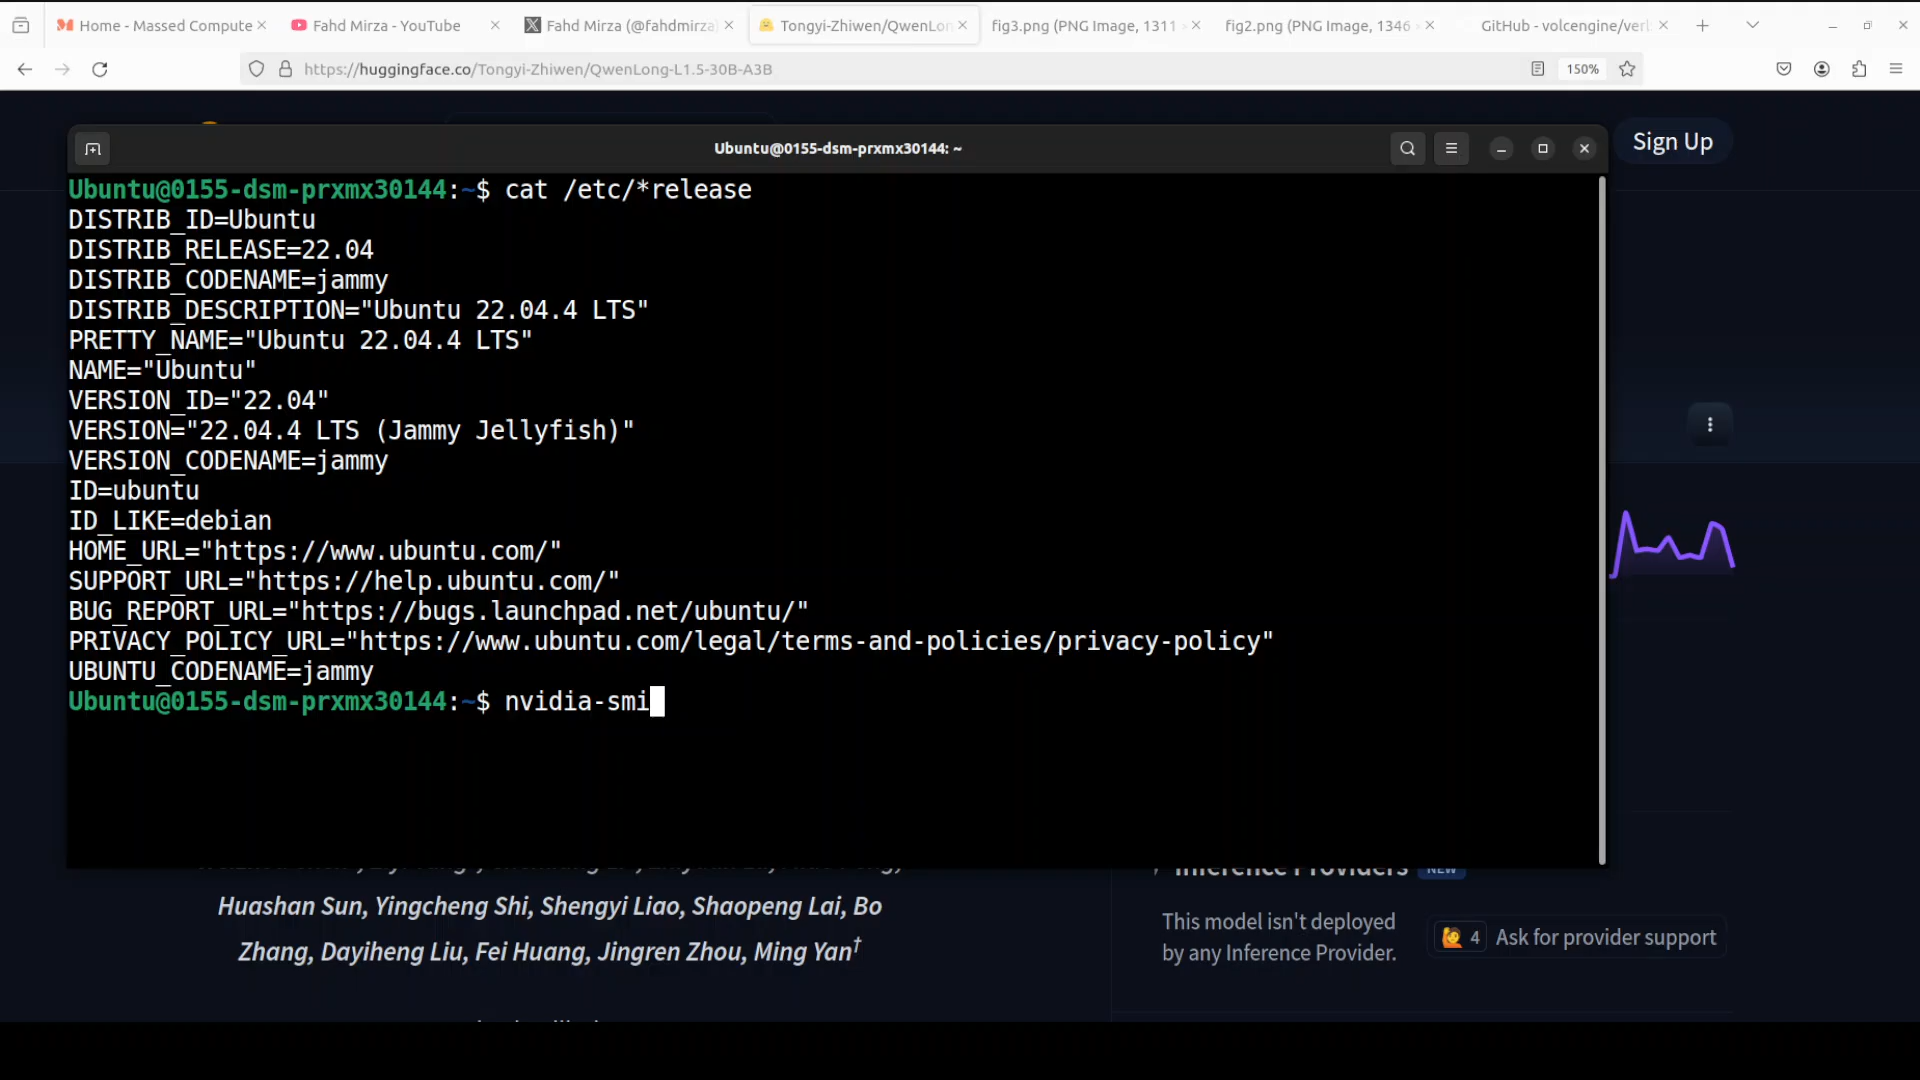 Home - Massed Compute
Fahd Mirza - YouTube
Fahd Mirza (@fahdmirza)
Tongyi-Zhiwen/QwenLon
fig3.png (PNG Image, 1311
fig2.png (PNG Image, 1346
GitHub - volcengine/verl
https://huggingface.co/Tongyi-Zhiwen/QwenLong-L1.5-30B-A3B
150%
Sign Up
Ubuntu@0155-dsm-prxmx30144: ~
Ubuntu@0155-dsm-prxmx30144:~$ cat /etc/*release
DISTRIB_ID=Ubuntu
DISTRIB_RELEASE=22.04
DISTRIB_CODENAME=jammy
DISTRIB_DESCRIPTION="Ubuntu 22.04.4 LTS"
PRETTY_NAME="Ubuntu 22.04.4 LTS"
NAME="Ubuntu"
VERSION_ID="22.04"
VERSION="22.04.4 LTS (Jammy Jellyfish)"
VERSION_CODENAME=jammy
ID=ubuntu
ID_LIKE=debian
HOME_URL="https://www.ubuntu.com/"
SUPPORT_URL="https://help.ubuntu.com/"
BUG_REPORT_URL="https://bugs.launchpad.net/ubuntu/"
PRIVACY_POLICY_URL="https://www.ubuntu.com/legal/terms-and-policies/privacy-policy"
UBUNTU_CODENAME=jammy
Ubuntu@0155-dsm-prxmx30144:~$ nvidia-smi
Inference Providers NEW
Huashan Sun, Yingcheng Shi, Shengyi Liao, Shaopeng Lai, Bo
Zhang, Dayiheng Liu, Fei Huang, Jingren Zhou, Ming Yan†
This model isn't deployed
by any Inference Provider.
4 Ask for provider support